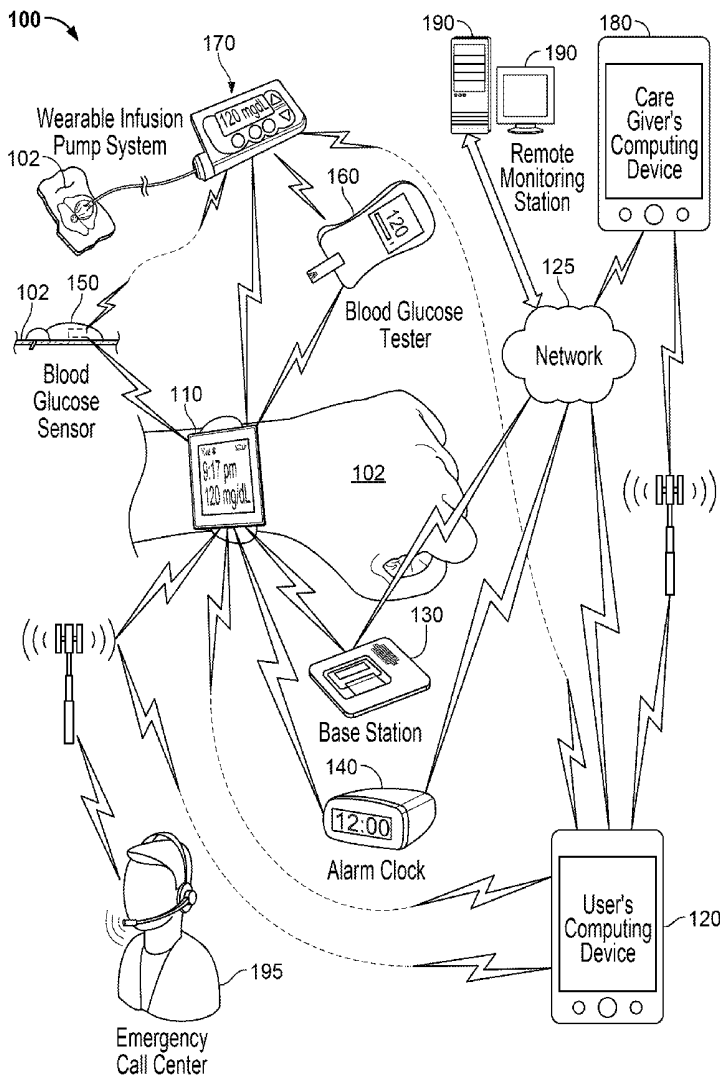 100
170
120 mgdL
Wearable Infusion
Pump System
102
160
120
Blood Glucose
Tester
102
150
Blood
Glucose
Sensor
190
190
Remote
Monitoring
Station
180
Care
Giver's
Computing
Device
125
Network
110
9:17 pm
120 mg/dL
102
130
Base Station
140
12:00
Alarm Clock
195
Emergency
Call Center
User's
Computing
Device
120